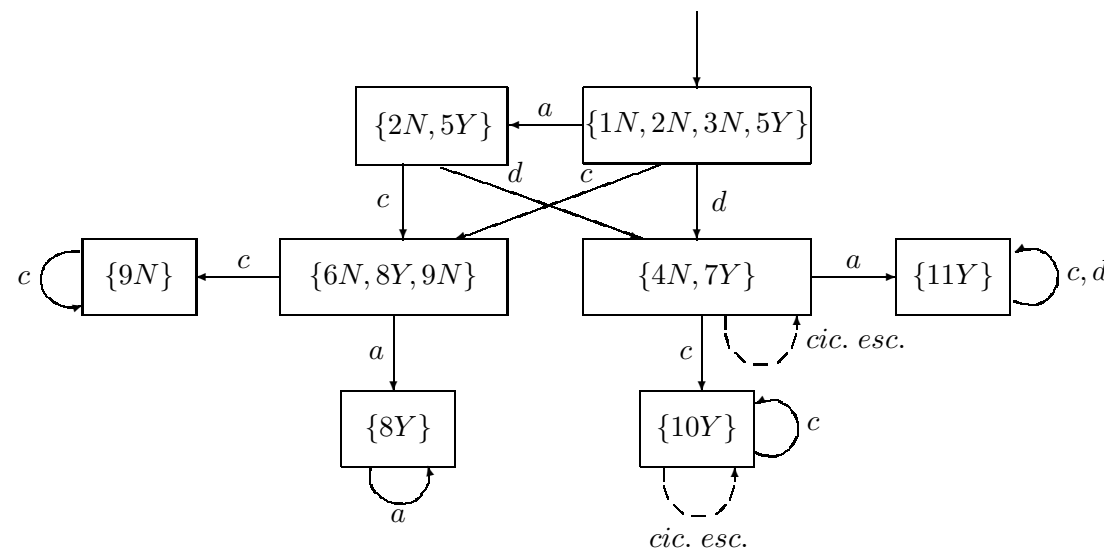 a
{2N, 5Y}
{1N, 2N, 3N, 5Y}
d
c
c
d
c
{9N}
c
{6N, 8Y, 9N}
{4N, 7Y}
a
{11Y}
c, d
a
c
cic. esc.
{8Y}
{10Y}
c
a
cic. esc.